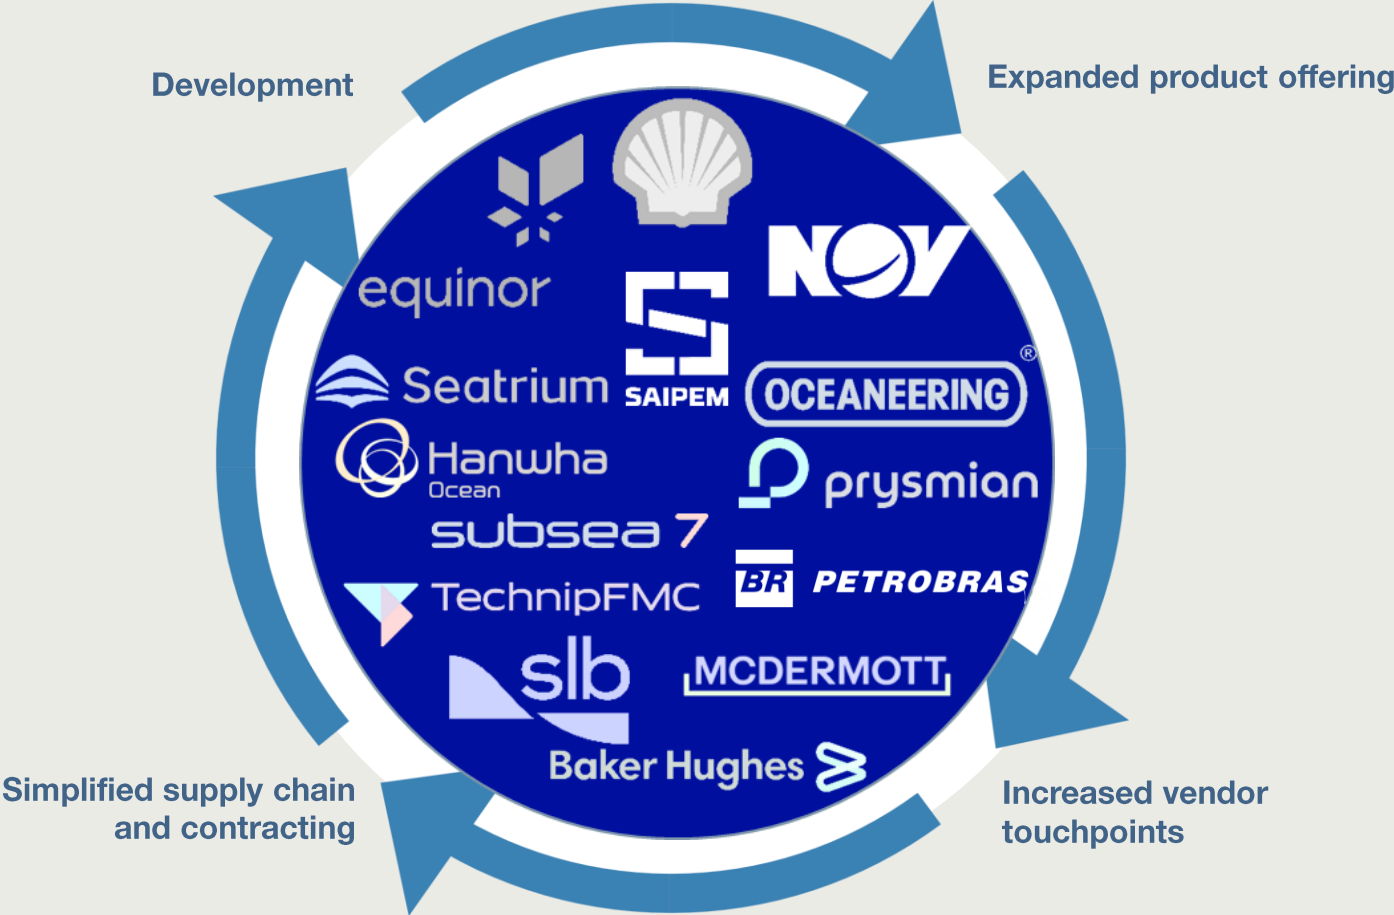 Development
Expanded product offering
equinor
NOV
SAIPEM
Seatrium
®
OCEANEERING
Hanwha
Ocean
prysmian
subsea 7
TechnipFMC
BR PETROBRAS
slb
MCDERMOTT
Baker Hughes
Simplified supply chain
and contracting
Increased vendor
touchpoints